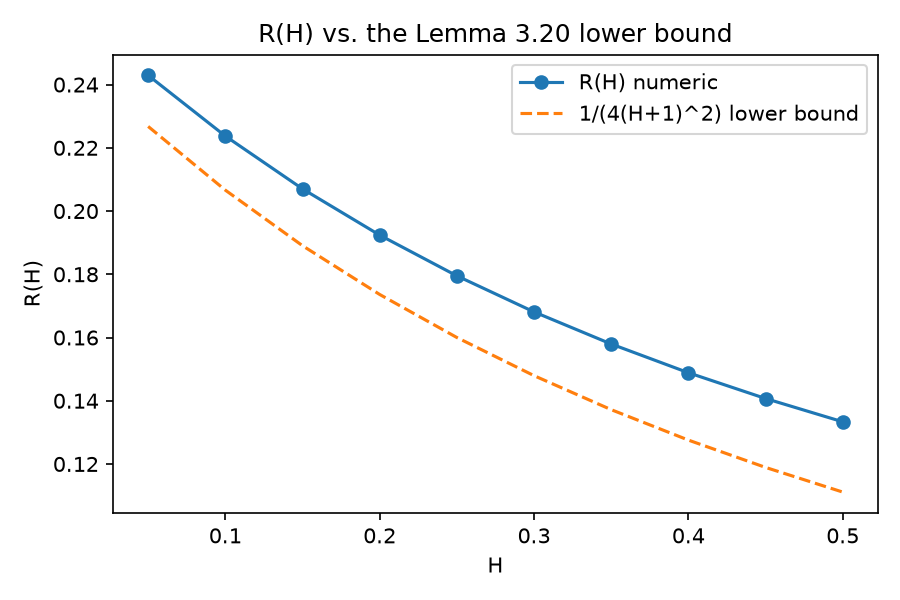 R(H) vs. the Lemma 3.20 lower bound
R(H) numeric
1/(4(H+1)^2) lower bound
R(H)
0.24
0.22
0.20
0.18
0.16
0.14
0.12
0.1
0.2
0.3
0.4
0.5
H